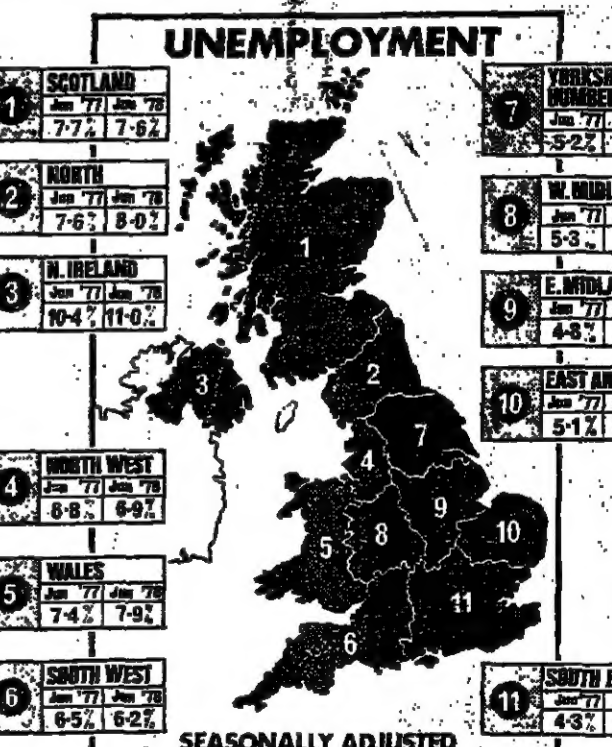 UNEMPLOYMENT
1 SCOTLAND
Jan '77 Jan '78
7·7% 7·6%
2 NORTH
Jan '77 Jan '78
7·6% 8·0%
3 N. IRELAND
Jan '77 Jan '78
10·4% 11·0%
4 NORTH WEST
Jan '77 Jan '78
6·8% 6·9%
5 WALES
Jan '77 Jan '78
7·4% 7·9%
6 SOUTH WEST
Jan '77 Jan '78
6·5% 6·2%
1
2
3
4
7
9
5
8
10
11
6
7
Jan '77
5·2%
8
Jan '77
5·3%
9
Jan '77
4·8%
10 EAST
Jan '77
5·1%
11 SOUTH
Jan '77
4·3%
SEASONALLY ADJUSTED